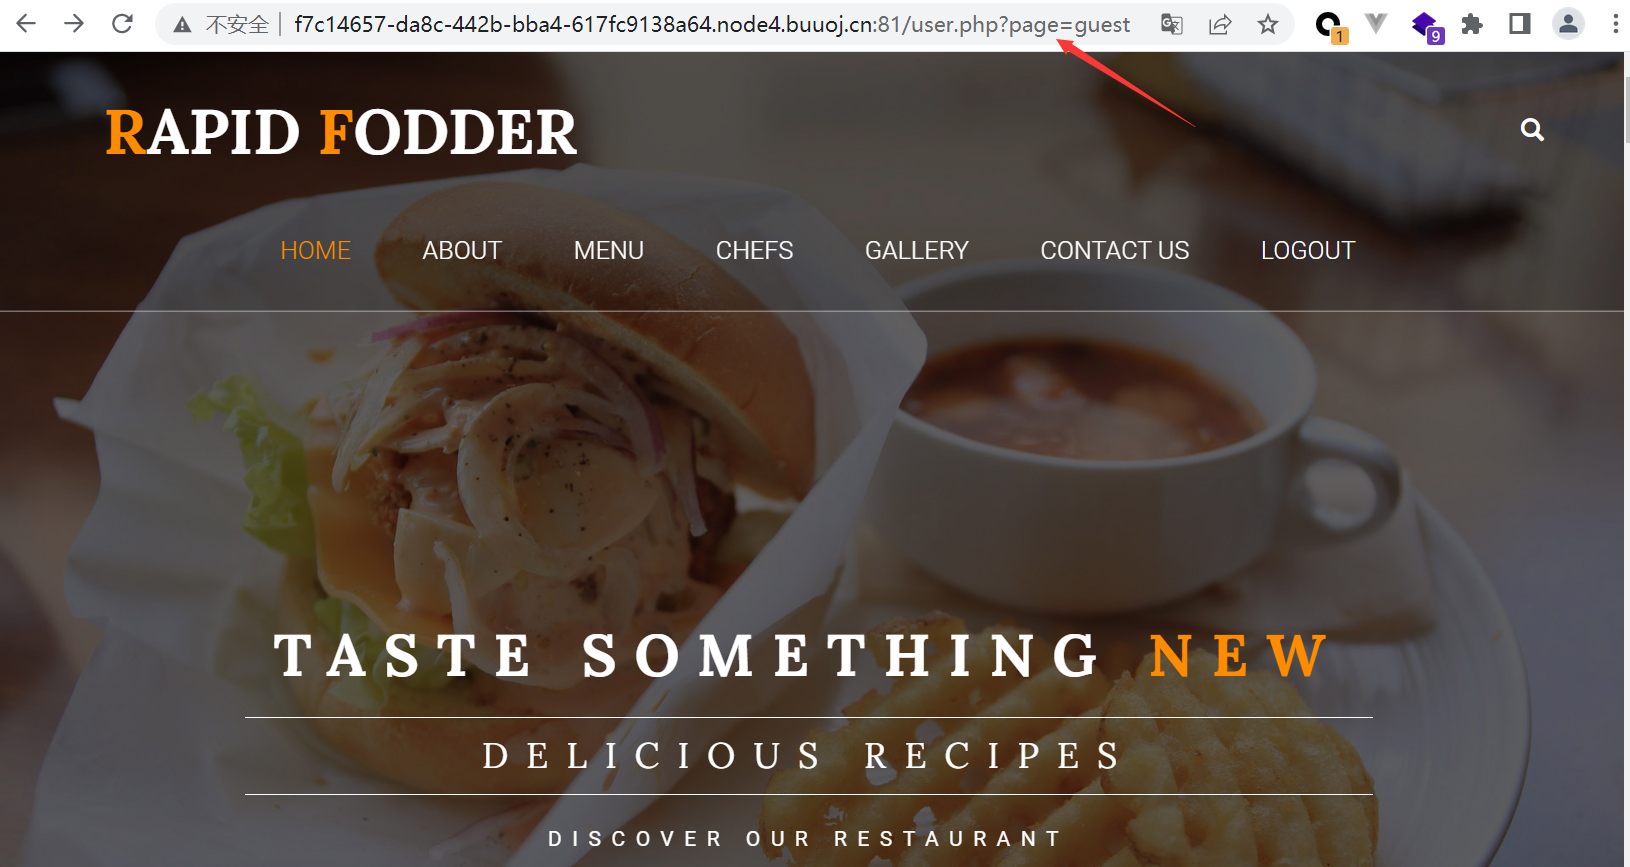 不安全 f7c14657-da8c-442b-bba4-617fc9138a64.node4.buuoj.cn:81/user.php?page=guest
1
9
RAPID FODDER
HOME ABOUT MENU CHEFS GALLERY CONTACT US LOGOUT
TASTE SOMETHING NEW
DELICIOUS RECIPES
DISCOVER OUR RESTAURANT